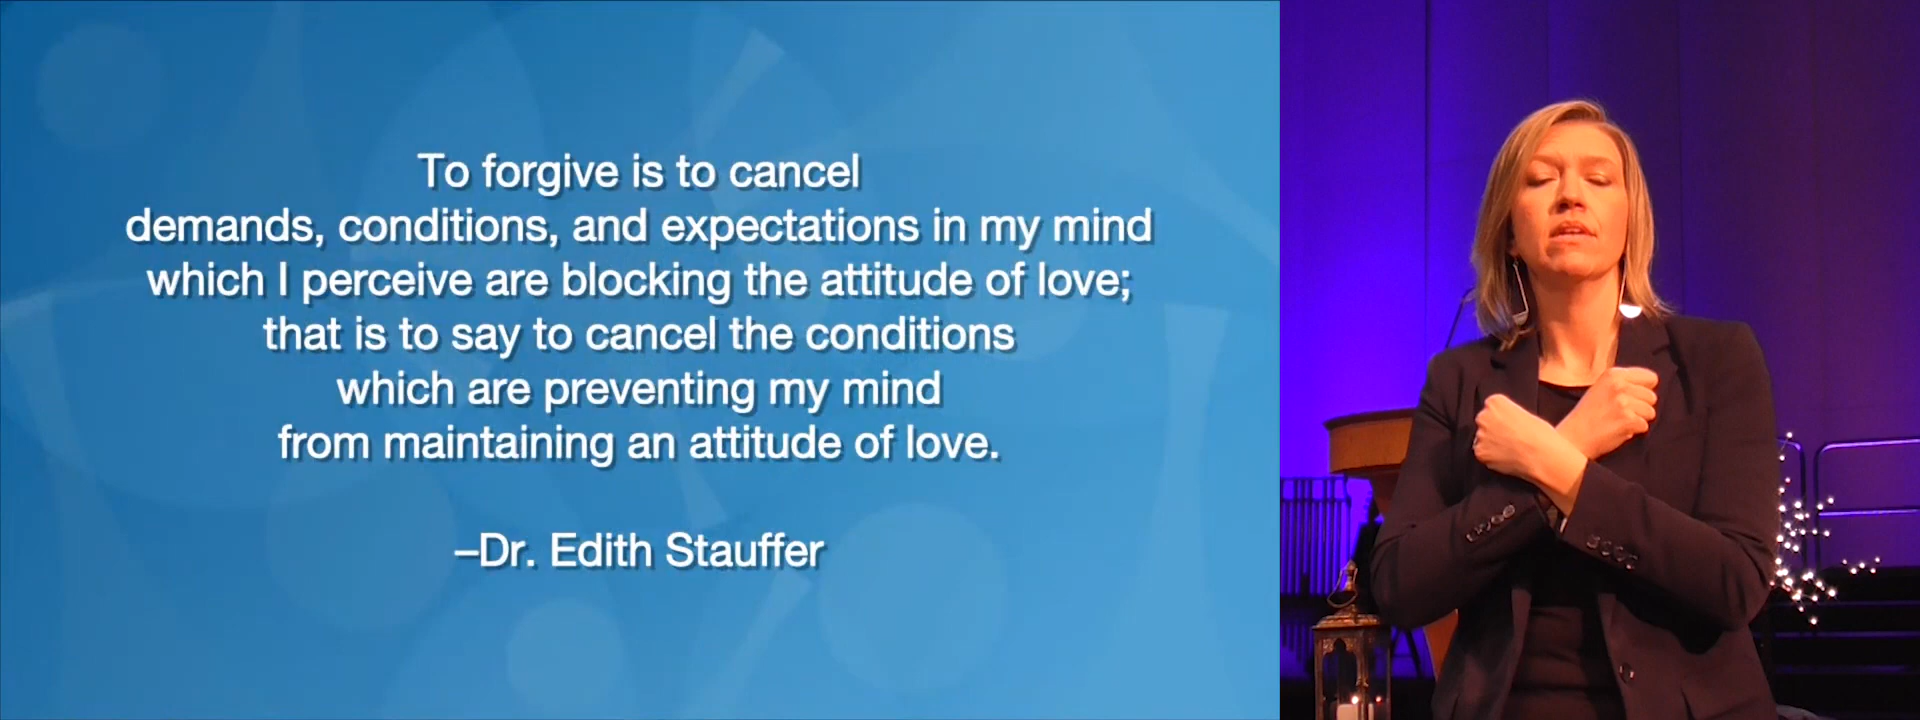 To forgive is to cancel
demands, conditions, and expectations in my mind
which I perceive are blocking the attitude of love;
that is to say to cancel the conditions
which are preventing my mind
from maintaining an attitude of love.
–Dr. Edith Stauffer